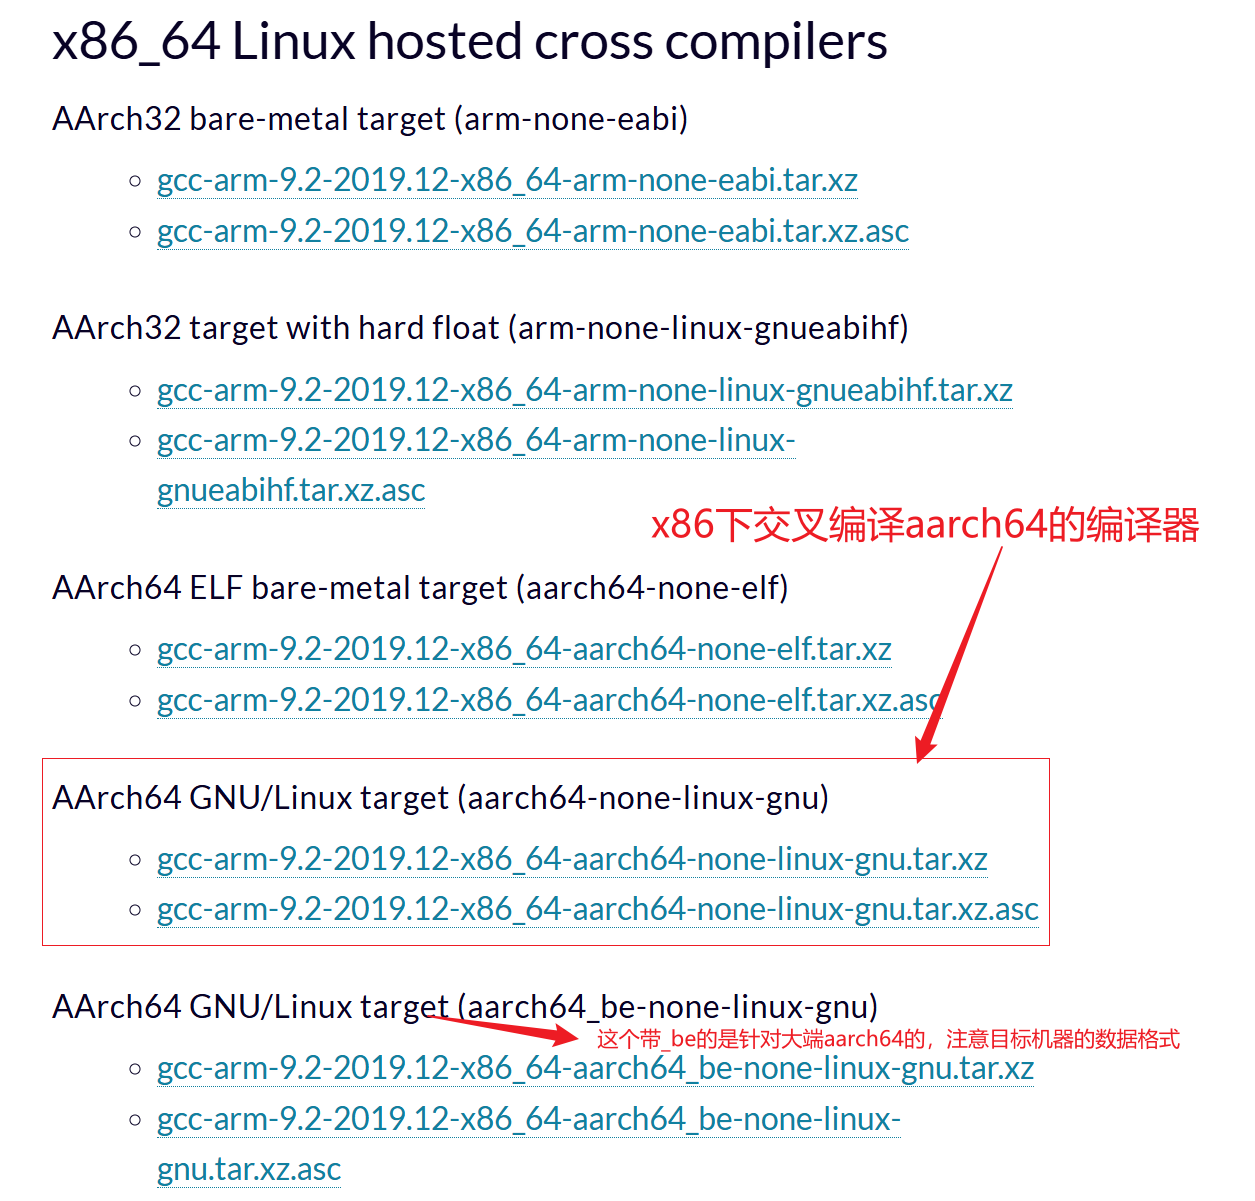 x86_64 Linux hosted cross compilers
AArch32 bare-metal target (arm-none-eabi)
gcc-arm-9.2-2019.12-x86_64-arm-none-eabi.tar.xz
gcc-arm-9.2-2019.12-x86_64-arm-none-eabi.tar.xz.asc
AArch32 target with hard float (arm-none-linux-gnueabihf)
gcc-arm-9.2-2019.12-x86_64-arm-none-linux-gnueabihf.tar.xz
gcc-arm-9.2-2019.12-x86_64-arm-none-linux-
gnueabihf.tar.xz.asc
x86下交叉编译aarch64的编译器
AArch64 ELF bare-metal target (aarch64-none-elf)
gcc-arm-9.2-2019.12-x86_64-aarch64-none-elf.tar.xz
gcc-arm-9.2-2019.12-x86_64-aarch64-none-elf.tar.xz.asc
AArch64 GNU/Linux target (aarch64-none-linux-gnu)
gcc-arm-9.2-2019.12-x86_64-aarch64-none-linux-gnu.tar.xz
gcc-arm-9.2-2019.12-x86_64-aarch64-none-linux-gnu.tar.xz.asc
AArch64 GNU/Linux target (aarch64_be-none-linux-gnu)
这个带_be的是针对大端aarch64的，注意目标机器的数据格式
gcc-arm-9.2-2019.12-x86_64-aarch64_be-none-linux-gnu.tar.xz
gcc-arm-9.2-2019.12-x86_64-aarch64_be-none-linux-
gnu.tar.xz.asc